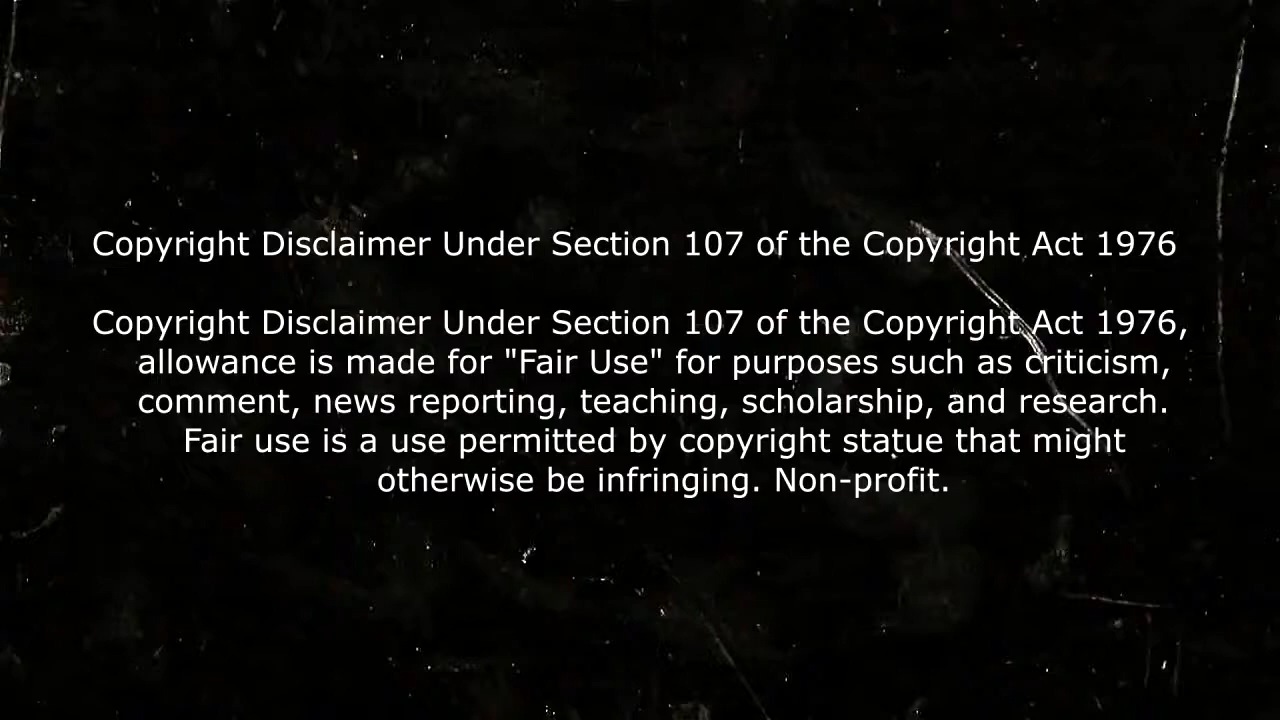 Copyright Disclaimer Under Section 107 of the Copyright Act 1976
Copyright Disclaimer Under Section 107 of the Copyright Act 1976,
allowance is made for "Fair Use" for purposes such as criticism,
comment, news reporting, teaching, scholarship, and research.
Fair use is a use permitted by copyright statue that might
otherwise be infringing. Non-profit.